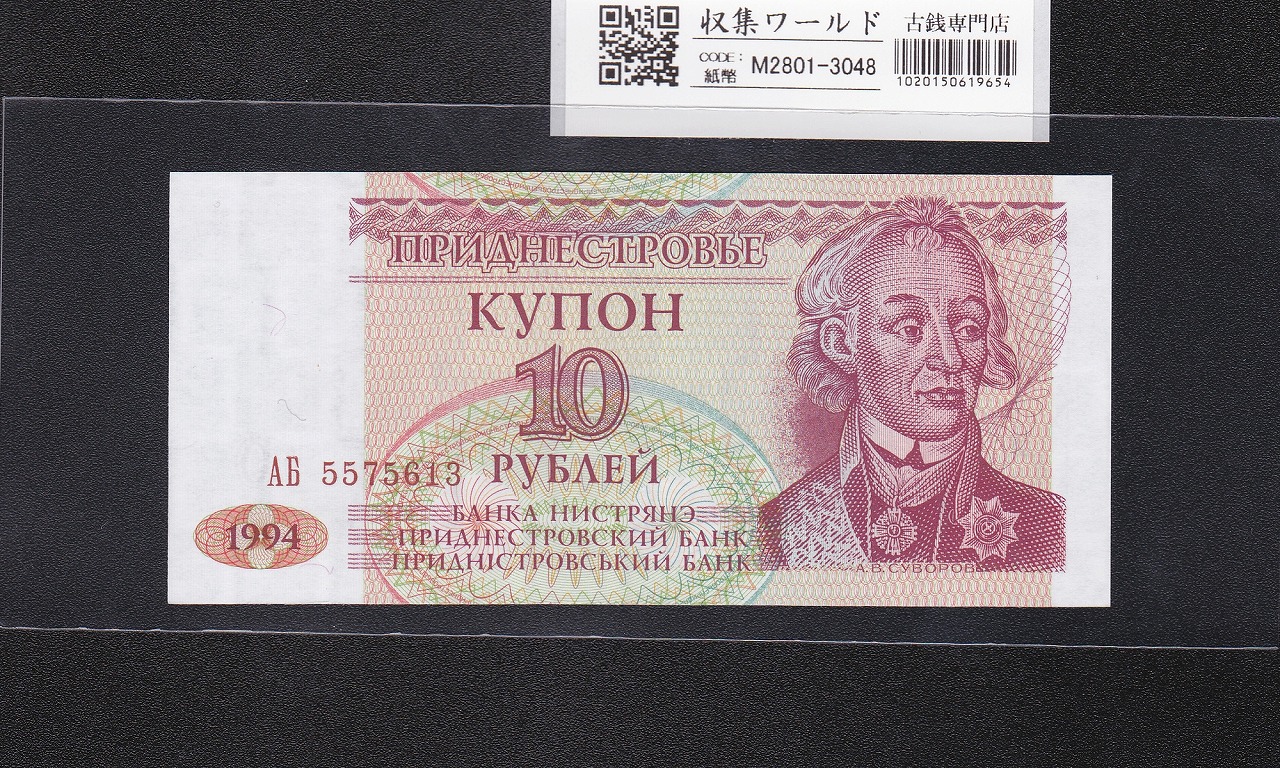 収集ワールド 古銭専門店
CODE:
紙幣 M2801-3048
1020150619654
ПРИДНЕСТРОВЬЕ
КУПОН
10
РУБЛЕЙ
АБ 5575613
1994
БАНКА НИСТРЯНЭ
ПРИДНЕСТРОВСКИЙ БАНК
ПРИДНІСТРОВСЬКИЙ БАНК
А.В.СУВОРОВ